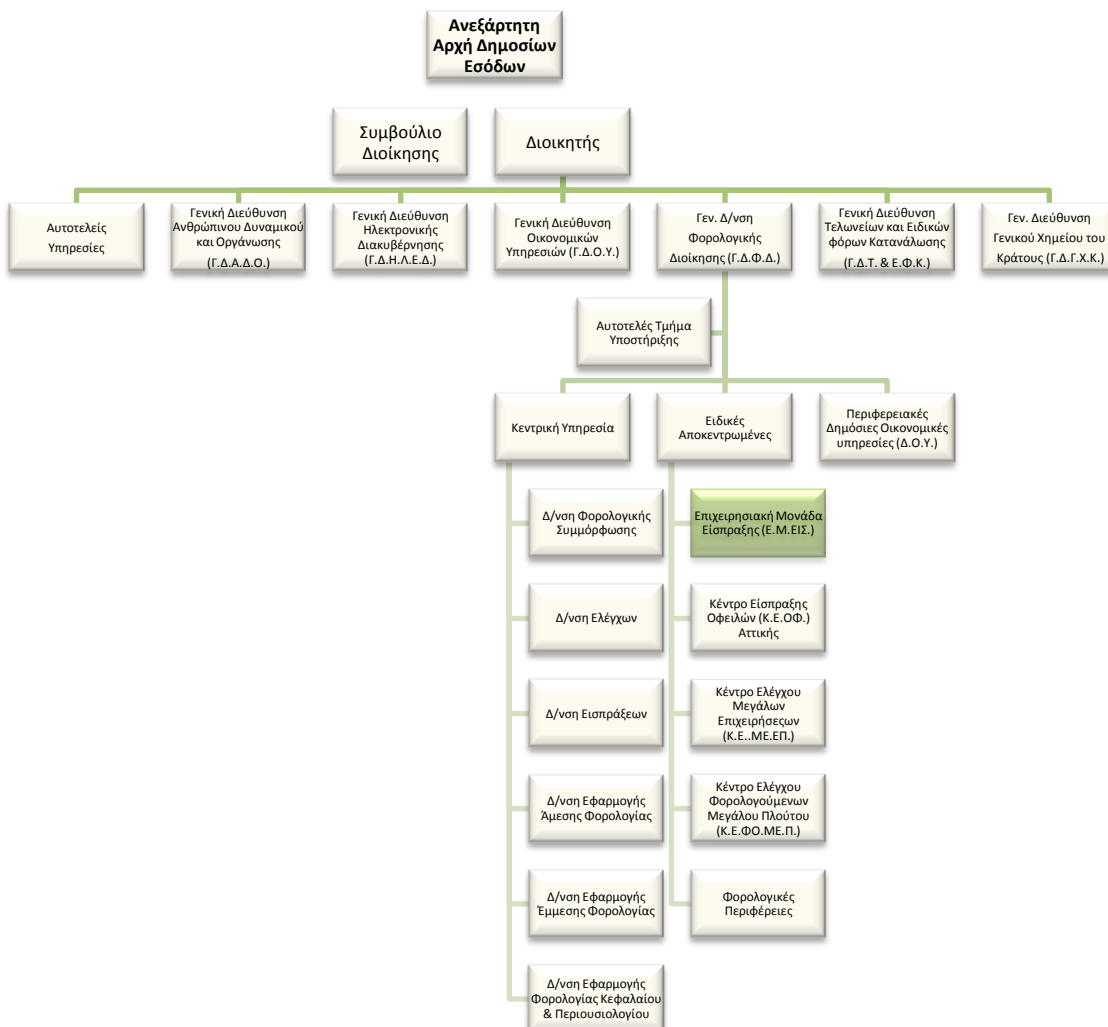 Ανεξάρτητη
Αρχή Δημοσίων
Εσόδων
Συμβούλιο
Διοίκησης
Διοικητής
Αυτοτελείς
Υπηρεσίες
Γενική Διεύθυνση
Ανθρώπινου Δυναμικού
και Οργάνωσης
(Γ.Δ.Α.Δ.Ο.)
Γενική Διεύθυνση
Ηλεκτρονικής
Διακυβέρνησης
(Γ.Δ.Η.Λ.Ε.Δ.)
Γενική Διεύθυνση
Οικονομικών
Υπηρεσιών (Γ.Δ.Ο.Υ.)
Γεν. Δ/νση
Φορολογικής
Διοίκησης (Γ.Δ.Φ.Δ.)
Γενική Διεύθυνση
Τελωνείων και Ειδικών
φόρων Κατανάλωσης
(Γ.Δ.Τ. & Ε.Φ.Κ.)
Γεν. Διεύθυνση
Γενικού Χημείου του
Κράτους (Γ.Δ.Γ.Χ.Κ.)
Αυτοτελές Τμήμα
Υποστήριξης
Κεντρική Υπηρεσία
Ειδικές
Αποκεντρωμένες
Περιφερειακές
Δημόσιες Οικονομικές
υπηρεσίες (Δ.Ο.Υ.)
Δ/νση Φορολογικής
Συμμόρφωσης
Δ/νση Ελέγχων
Δ/νση Εισπράξεων
Δ/νση Εφαρμογής
Άμεσης Φορολογίας
Δ/νση Εφαρμογής
Έμμεσης Φορολογίας
Δ/νση Εφαρμογής
Φορολογίας Κεφαλαίου
& Περιουσιολογίου
Επιχειρησιακή Μονάδα
Είσπραξης (Ε.Μ.ΕΙΣ.)
Κέντρο Είσπραξης
Οφειλών (Κ.Ε.ΟΦ.)
Αττικής
Κέντρο Ελέγχου
Μεγάλων
Επιχειρήσεςων
(Κ.Ε..ΜΕ.ΕΠ.)
Κέντρο Ελέγχου
Φορολογούμενων
Μεγάλου Πλούτου
(Κ.Ε.ΦΟ.ΜΕ.Π.)
Φορολογικές
Περιφέρειες